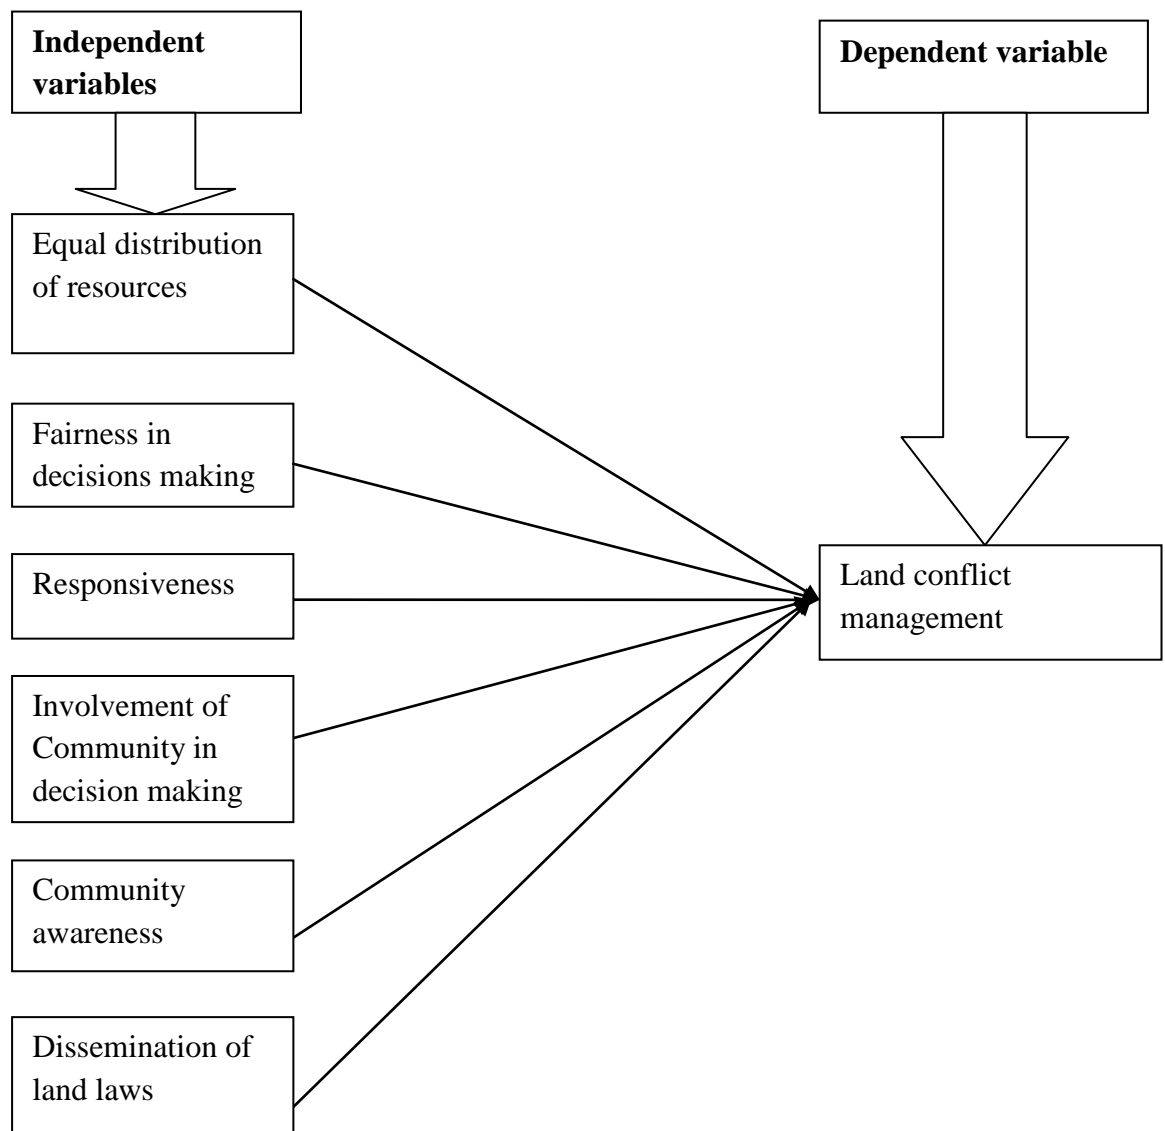 Independent
variables
Dependent variable
Equal distribution
of resources
Fairness in
decisions making
Responsiveness
Land conflict
management
Involvement of
Community in
decision making
Community
awareness
Dissemination of
land laws